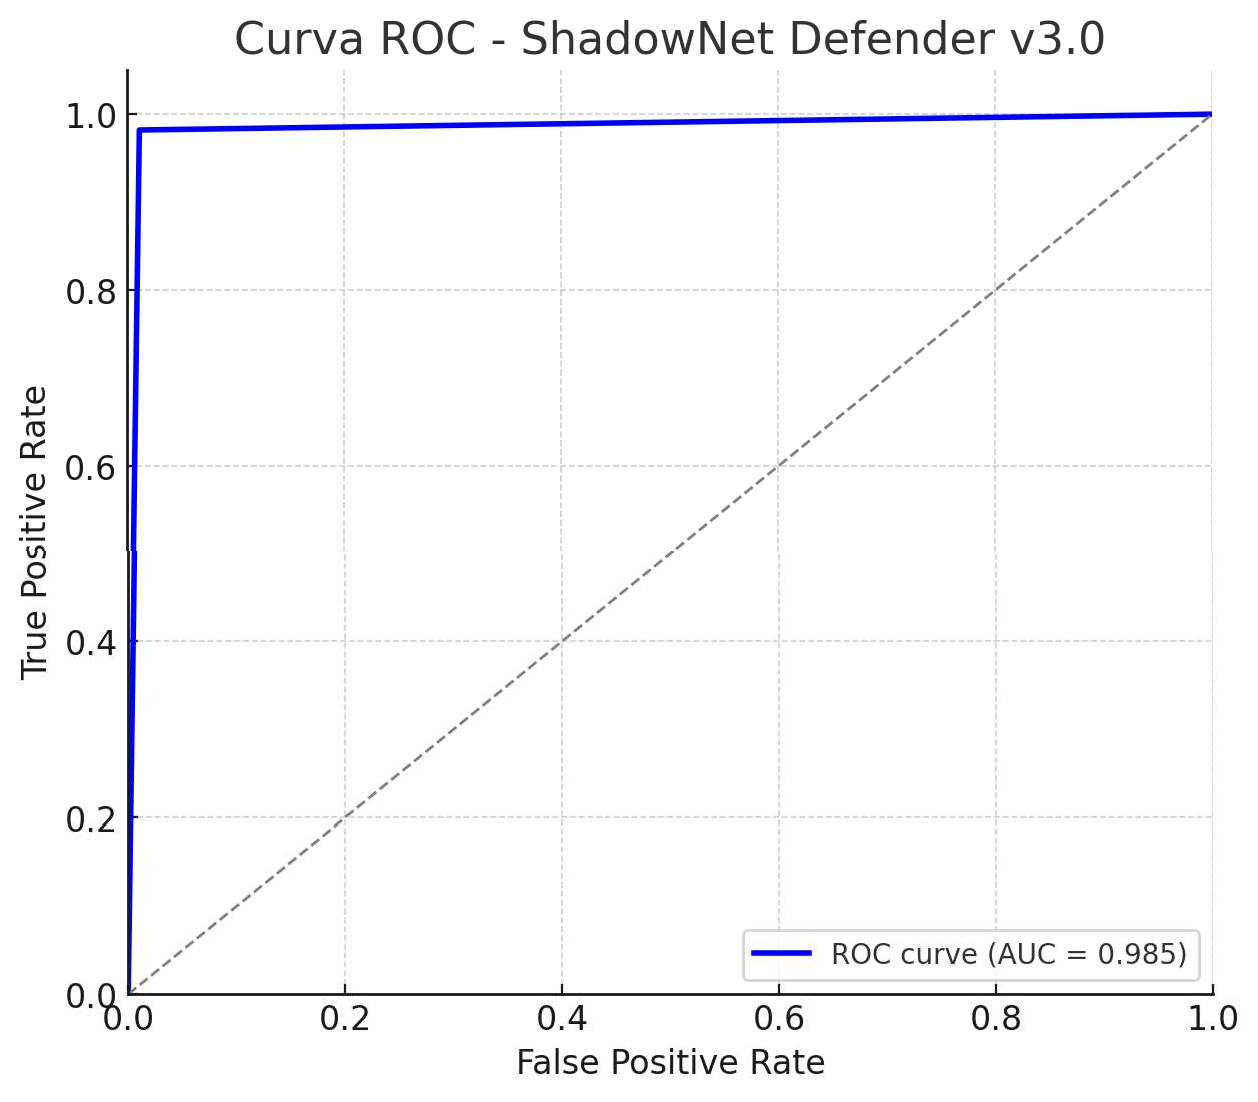 Curva ROC - ShadowNet Defender v3.0
True Positive Rate
1.0
0.8
0.6
0.4
0.2
0.0
ROC curve (AUC = 0.985)
0.0 0.2 0.4 0.6 0.8 1.0
False Positive Rate